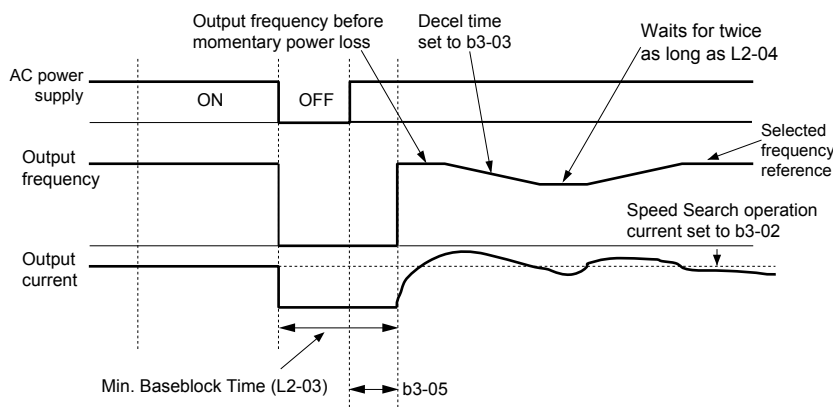 Output frequency before
momentary power loss
Decel time
set to b3-03
Waits for twice
as long as L2-04
AC power
supply
ON
OFF
Output
frequency
Selected
frequency
reference
Speed Search operation
current set to b3-02
Output
current
Min. Baseblock Time (L2-03)
b3-05